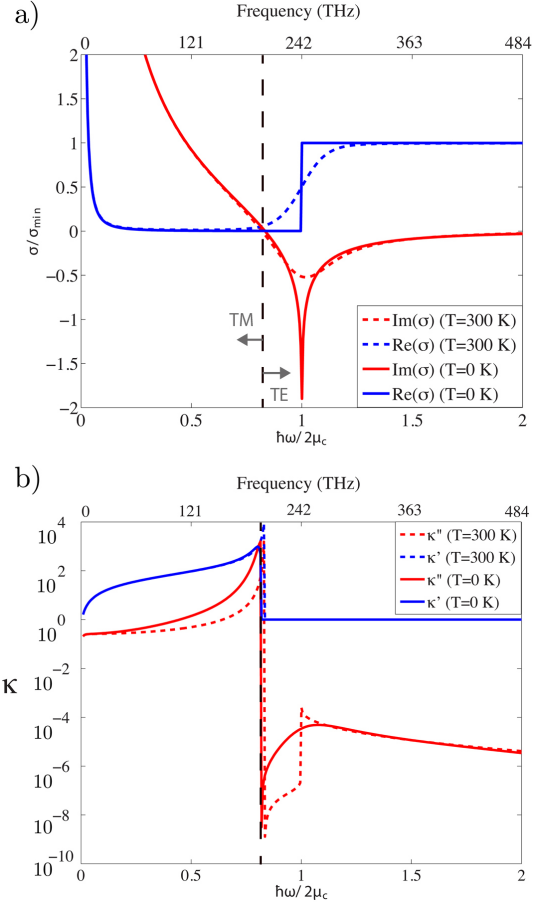 a)
Frequency (THz)
0 121 242 363 484
2
1.5
1
0.5
0
−0.5
−1
−1.5
−2
σ/σmin
TM
TE
Im(σ) (T=300 K)
Re(σ) (T=300 K)
Im(σ) (T=0 K)
Re(σ) (T=0 K)
0 0.5 1 1.5 2
ħω/2μc
b)
Frequency (THz)
0 121 242 363 484
10^4
10^2
10^0
10^-2
10^-4
10^-6
10^-8
10^-10
κ
κ'' (T=300 K)
κ' (T=300 K)
κ'' (T=0 K)
κ' (T=0 K)
0 0.5 1 1.5 2
ħω/2μc